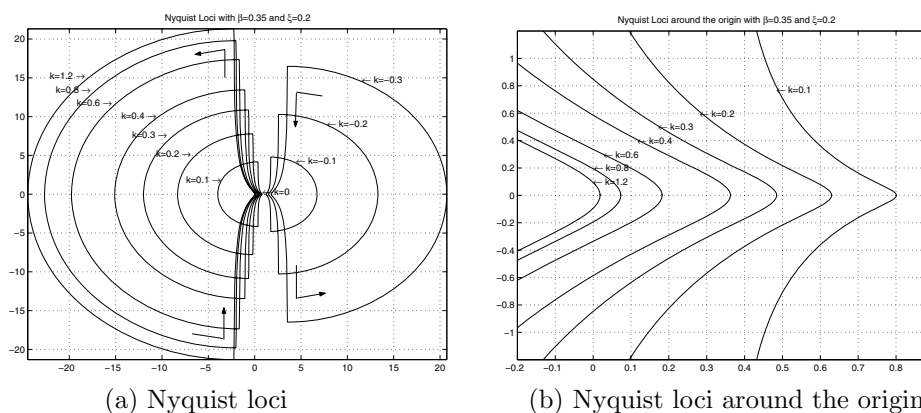 Nyquist Loci with β=0.35 and ξ=0.2
20
15
10
5
0
−5
−10
−15
−20
−20 −15 −10 −5 0 5 10 15 20
k=1.2→
k=0.8→
k=0.6→
k=0.4→
k=0.3→
k=0.2→
k=0.1→
k=0
←k=−0.3
←k=−0.2
←k=−0.1
(a) Nyquist loci
Nyquist Loci around the origin with β=0.35 and ξ=0.2
1
0.8
0.6
0.4
0.2
0
−0.2
−0.4
−0.6
−0.8
−1
−0.2 −0.1 0 0.1 0.2 0.3 0.4 0.5 0.6 0.7 0.8
←k=0.1
←k=0.2
←k=0.3
←k=0.4
←k=0.6
←k=0.8
←k=1.2
(b) Nyquist loci around the origin